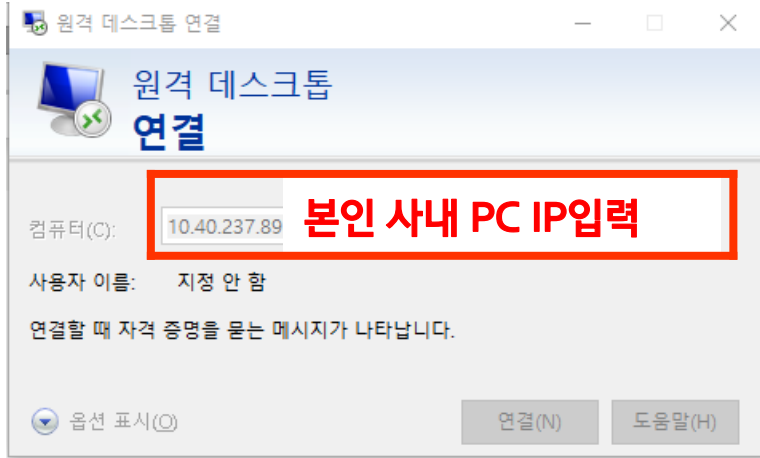 원격 데스크톱 연결
원격 데스크톱
연결
컴퓨터(C): 10.40.237.89 본인 사내 PC IP입력
사용자 이름: 지정 안 함
연결할 때 자격 증명을 묻는 메시지가 나타납니다.
옵션 표시(O) 연결(N) 도움말(H)